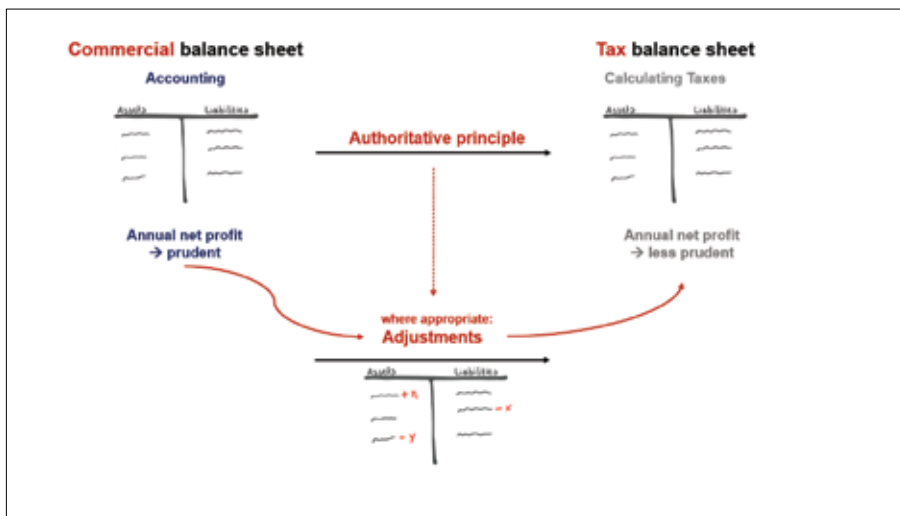 Commercial balance sheet
Accounting
Assets Liabilities
Annual net profit
→ prudent
Authoritative principle
Tax balance sheet
Calculating Taxes
Assets Liabilities
Annual net profit
→ less prudent
where appropriate:
Adjustments
Assets Liabilities
- x
- y